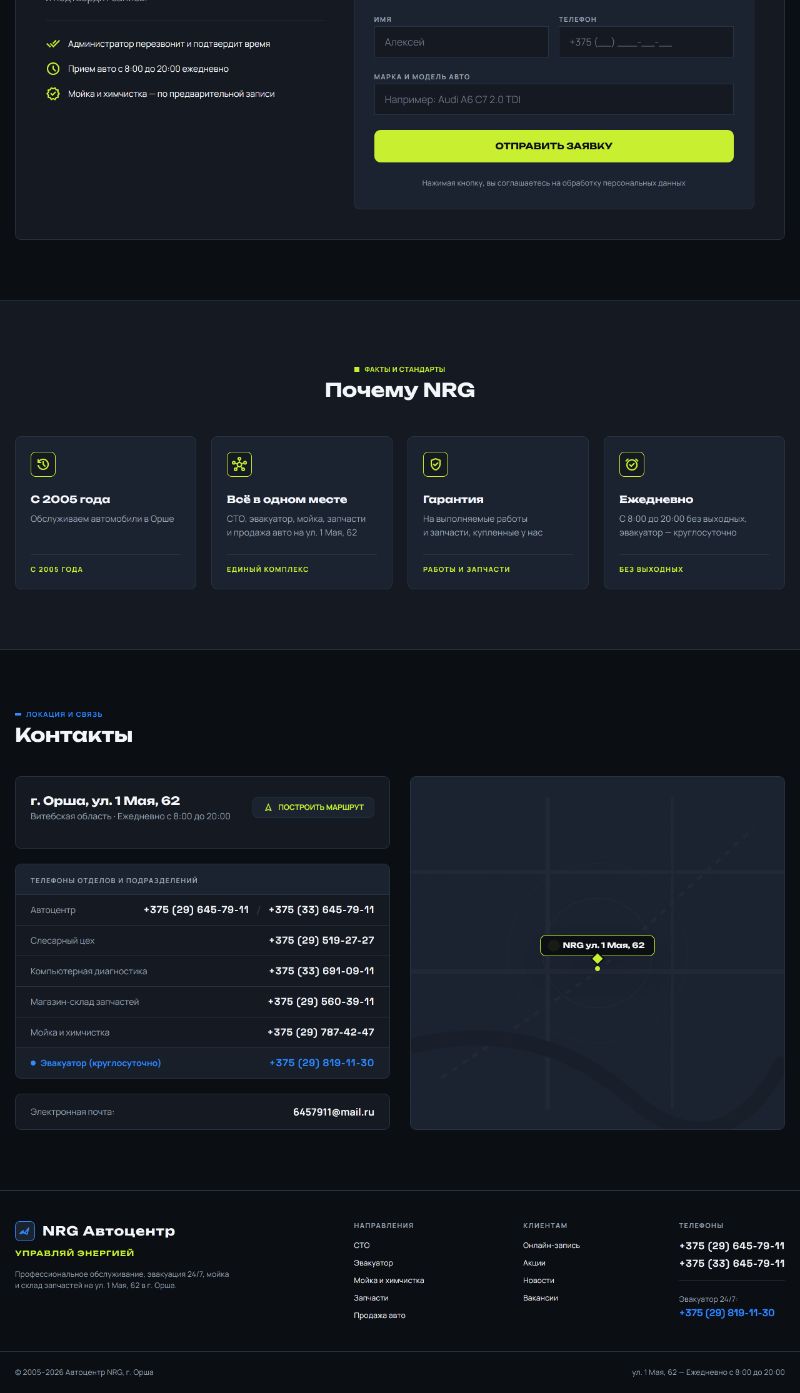 Администратор перезвонит и подтвердит время
Прием авто с 8:00 до 20:00 ежедневно
Мойка и химчистка — по предварительной записи
ИМЯ
ТЕЛЕФОН
Алексей
+375 (__) ___-__-__
МАРКА И МОДЕЛЬ АВТО
Например: Audi A6 C7 2.0 TDI
ОТПРАВИТЬ ЗАЯВКУ
Нажимая кнопку, вы соглашаетесь на обработку персональных данных
ФАКТЫ И СТАНДАРТЫ
Почему NRG
С 2005 года
Обслуживаем автомобили в Орше
С 2005 ГОДА
Всё в одном месте
СТО, эвакуатор, мойка, запчасти
и продажа авто на ул. 1 Мая, 62
ЕДИНЫЙ КОМПЛЕКС
Гарантия
На выполняемые работы
и запчасти, купленные у нас
РАБОТЫ И ЗАПЧАСТИ
Ежедневно
С 8:00 до 20:00 без выходных,
эвакуатор — круглосуточно
БЕЗ ВЫХОДНЫХ
ЛОКАЦИЯ И СВЯЗЬ
Контакты
г. Орша, ул. 1 Мая, 62
Витебская область · Ежедневно с 8:00 до 20:00
ПОСТРОИТЬ МАРШРУТ
ТЕЛЕФОНЫ ОТДЕЛОВ И ПОДРАЗДЕЛЕНИЙ
Автоцентр +375 (29) 645-79-11 / +375 (33) 645-79-11
Слесарный цех +375 (29) 519-27-27
Компьютерная диагностика +375 (33) 691-09-11
Магазин-склад запчастей +375 (29) 560-39-11
Мойка и химчистка +375 (29) 787-42-47
Эвакуатор (круглосуточно) +375 (29) 819-11-30
Электронная почта: 6457911@mail.ru
NRG ул. 1 Мая, 62
NRG Автоцентр
УПРАВЛЯЙ ЭНЕРГИЕЙ
Профессиональное обслуживание, эвакуация 24/7, мойка
и склад запчастей на ул. 1 Мая, 62 в г. Орша.
НАПРАВЛЕНИЯ
СТО
Эвакуатор
Мойка и химчистка
Запчасти
Продажа авто
КЛИЕНТАМ
Онлайн-запись
Акции
Новости
Вакансии
ТЕЛЕФОНЫ
+375 (29) 645-79-11
+375 (33) 645-79-11
Эвакуатор 24/7:
+375 (29) 819-11-30
© 2005–2026 Автоцентр NRG, г. Орша
ул. 1 Мая, 62 — Ежедневно с 8:00 до 20:00